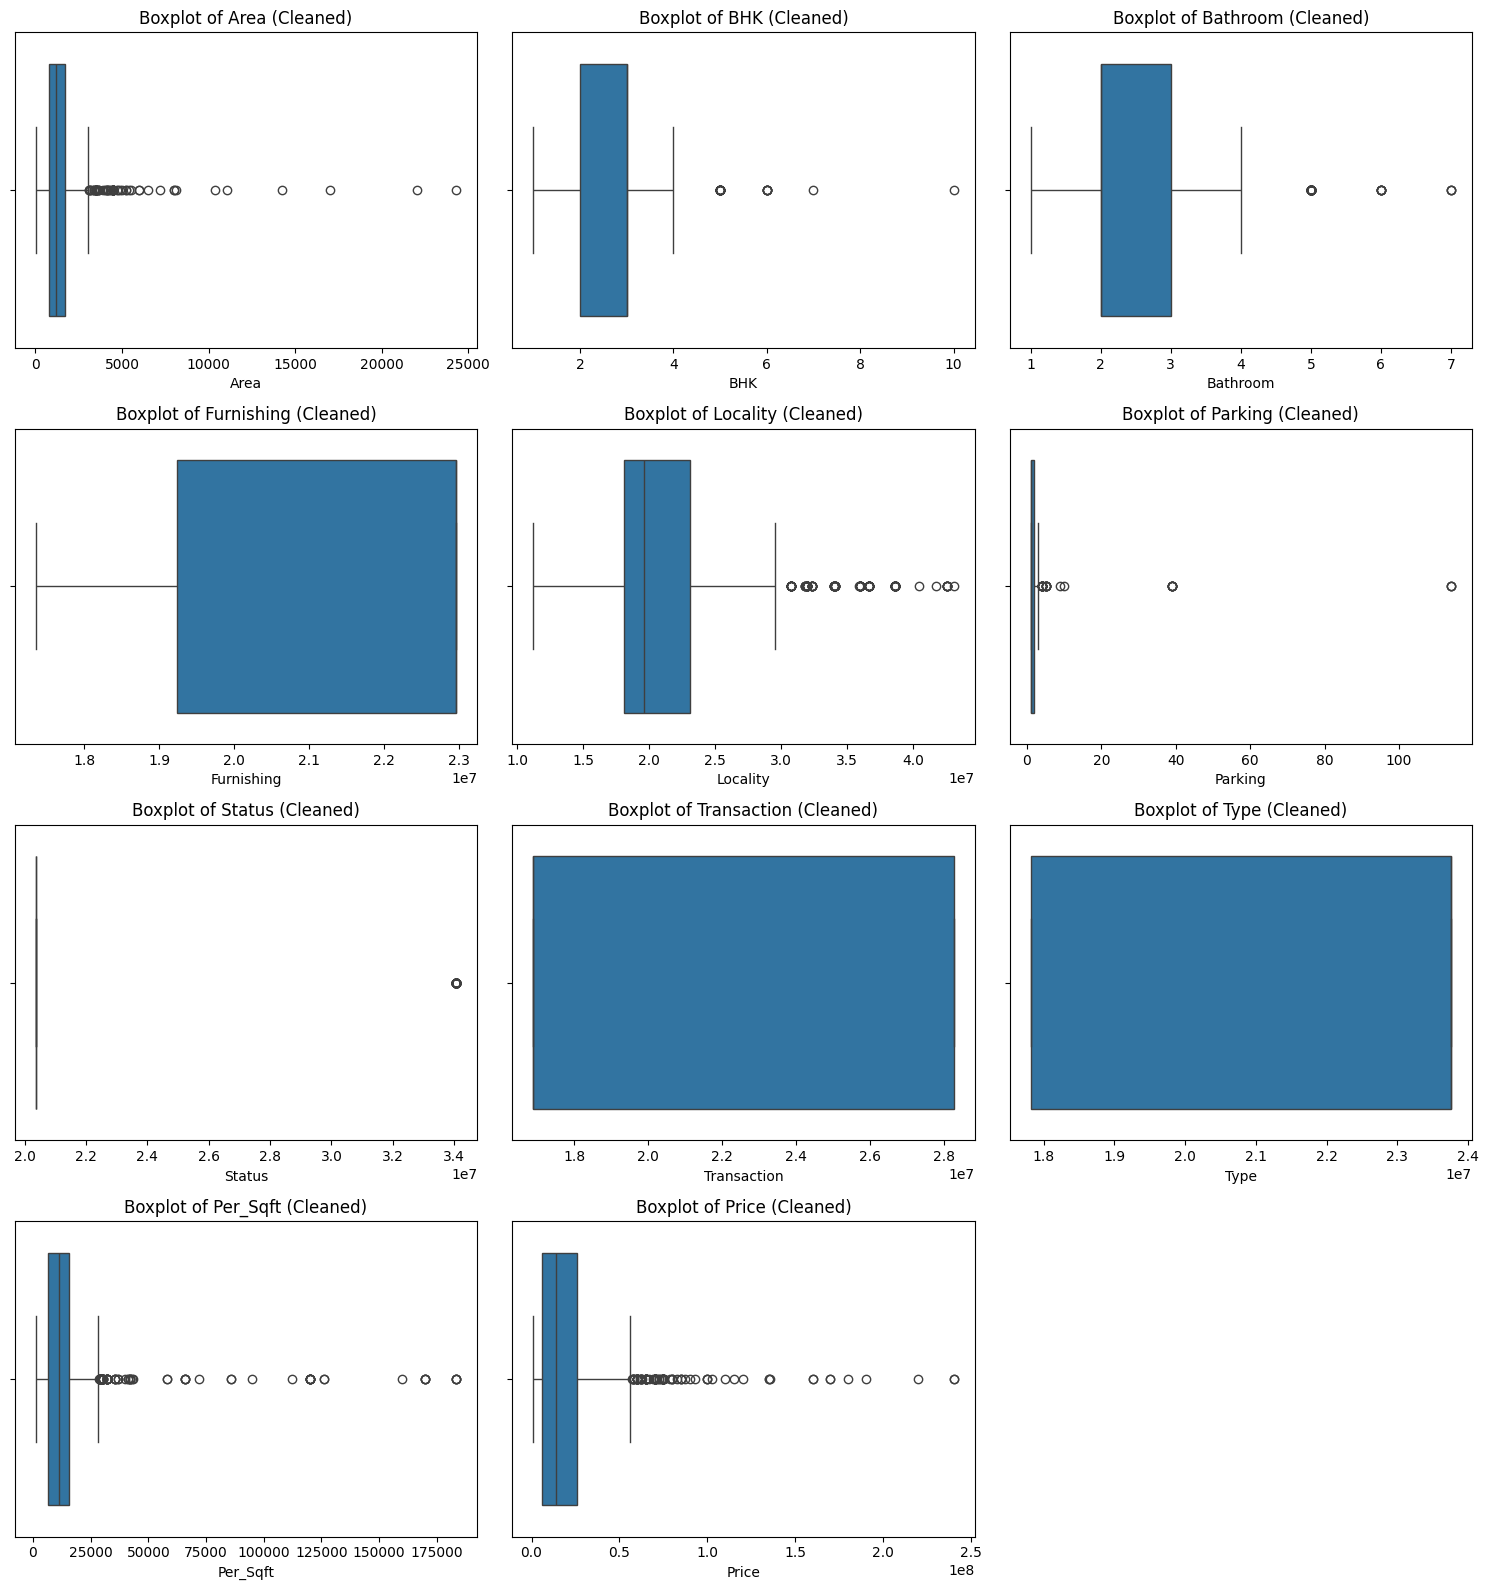 Boxplot of Area (Cleaned)
0 5000 10000 15000 20000 25000
Area
Boxplot of BHK (Cleaned)
2 4 6 8 10
BHK
Boxplot of Bathroom (Cleaned)
1 2 3 4 5 6 7
Bathroom
Boxplot of Furnishing (Cleaned)
1.8 1.9 2.0 2.1 2.2 2.3
1e7
Furnishing
Boxplot of Locality (Cleaned)
1.0 1.5 2.0 2.5 3.0 3.5 4.0
1e7
Locality
Boxplot of Parking (Cleaned)
0 20 40 60 80 100
Parking
Boxplot of Status (Cleaned)
2.0 2.2 2.4 2.6 2.8 3.0 3.2 3.4
1e7
Status
Boxplot of Transaction (Cleaned)
1.8 2.0 2.2 2.4 2.6 2.8
1e7
Transaction
Boxplot of Type (Cleaned)
1.8 1.9 2.0 2.1 2.2 2.3 2.4
1e7
Type
Boxplot of Per_Sqft (Cleaned)
0 25000 50000 75000 100000 125000 150000 175000
Per_Sqft
Boxplot of Price (Cleaned)
0.0 0.5 1.0 1.5 2.0 2.5
1e8
Price